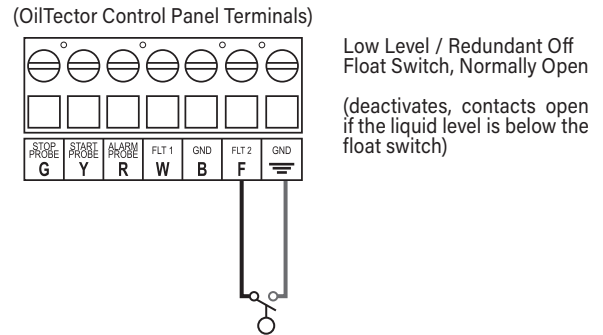 (OilTector Control Panel Terminals)
Low Level / Redundant Off
Float Switch, Normally Open
(deactivates, contacts open
if the liquid level is below the
float switch)
STOP PROBE START PROBE ALARM PROBE FLT 1 GND FLT 2 GND
G Y R W B F